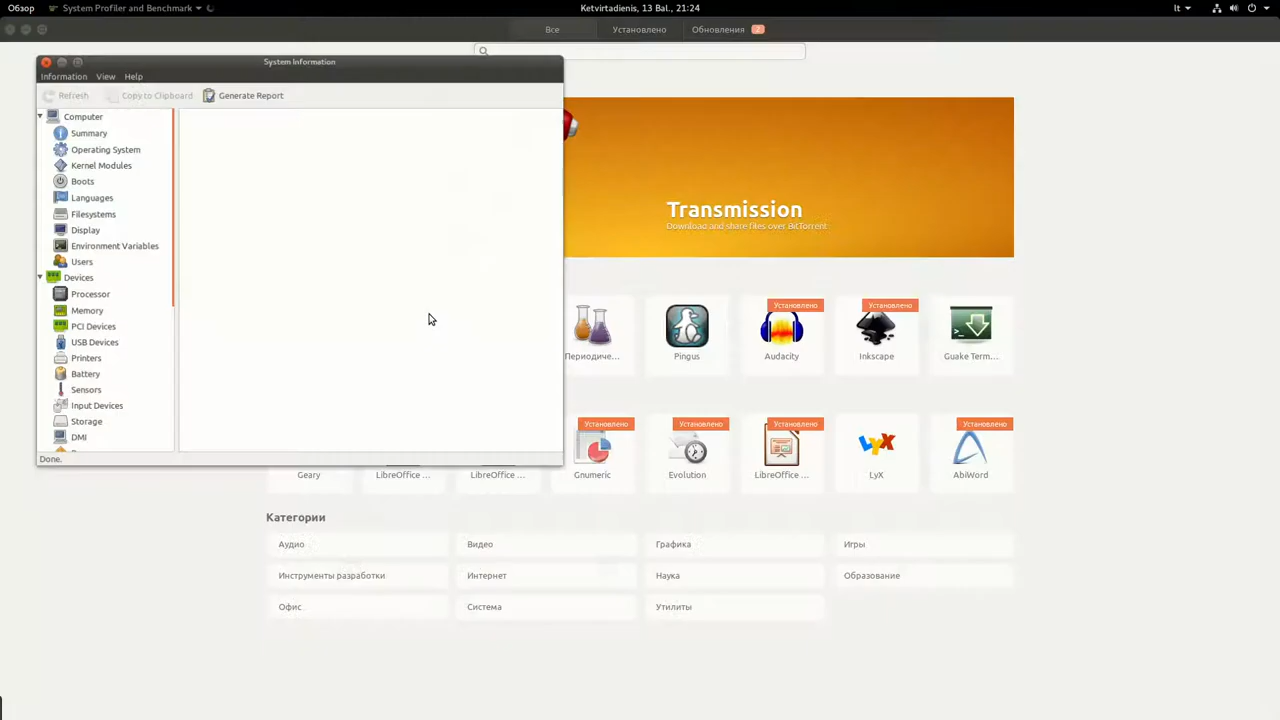 Обзор System Profiler and Benchmark Ketvirtadienis, 13 Bal., 21:24 lt
Все Установлено Обновления 2
System Information
Information View Help
Refresh Copy to Clipboard Generate Report
Computer
Summary
Operating System
Kernel Modules
Boots
Languages
Filesystems
Display
Environment Variables
Users
Devices
Processor
Memory
PCI Devices
USB Devices
Printers
Battery
Sensors
Input Devices
Storage
DMI
Done.
Transmission
Download and share files over BitTorrent
Установлено Установлено
Периодиче... Pingus Audacity Inkscape Guake Term...
Установлено Установлено Установлено Установлено
Geary LibreOffice ... LibreOffice ... Gnumeric Evolution LibreOffice ... LyX AbiWord
Категории
Аудио Видео Графика Игры
Инструменты разработки Интернет Наука Образование
Офис Система Утилиты